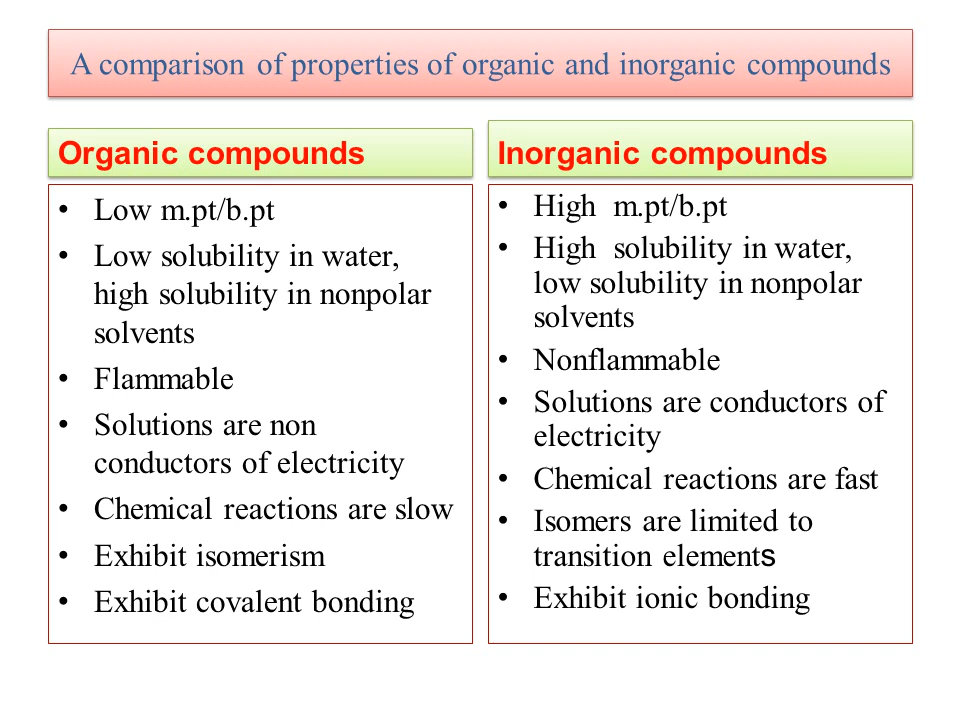 A comparison of properties of organic and inorganic compounds
Organic compounds
• Low m.pt/b.pt
• Low solubility in water,
high solubility in nonpolar
solvents
• Flammable
• Solutions are non
conductors of electricity
• Chemical reactions are slow
• Exhibit isomerism
• Exhibit covalent bonding
Inorganic compounds
• High m.pt/b.pt
• High solubility in water,
low solubility in nonpolar
solvents
• Nonflammable
• Solutions are conductors of
electricity
• Chemical reactions are fast
• Isomers are limited to
transition elements
• Exhibit ionic bonding